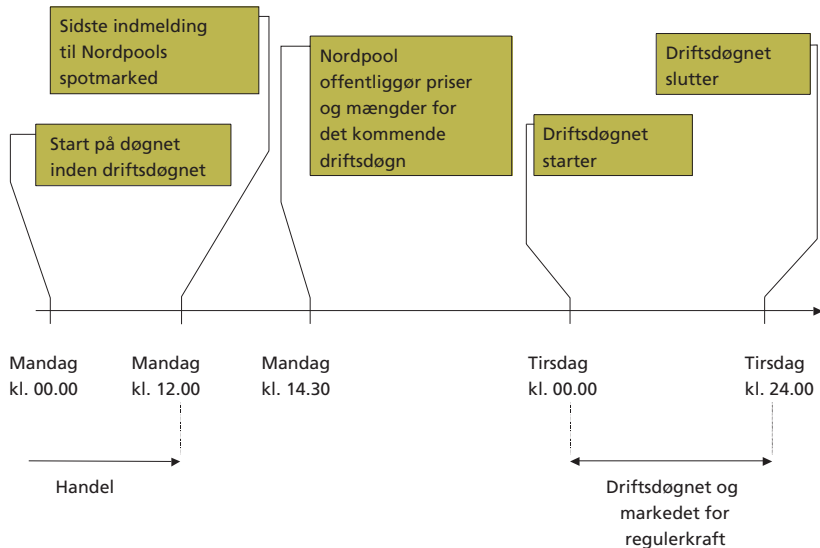 Sidste indmelding
til Nordpools
spotmarked
Start på døgnet
inden driftsdøgnet
Nordpool
offentliggør priser
og mængder for
det kommende
driftsdøgn
Driftsdøgnet
starter
Driftsdøgnet
slutter
Mandag
kl. 00.00
Mandag
kl. 12.00
Mandag
kl. 14.30
Tirsdag
kl. 00.00
Tirsdag
kl. 24.00
Handel
Driftsdøgnet og
markedet for
regulerkraft